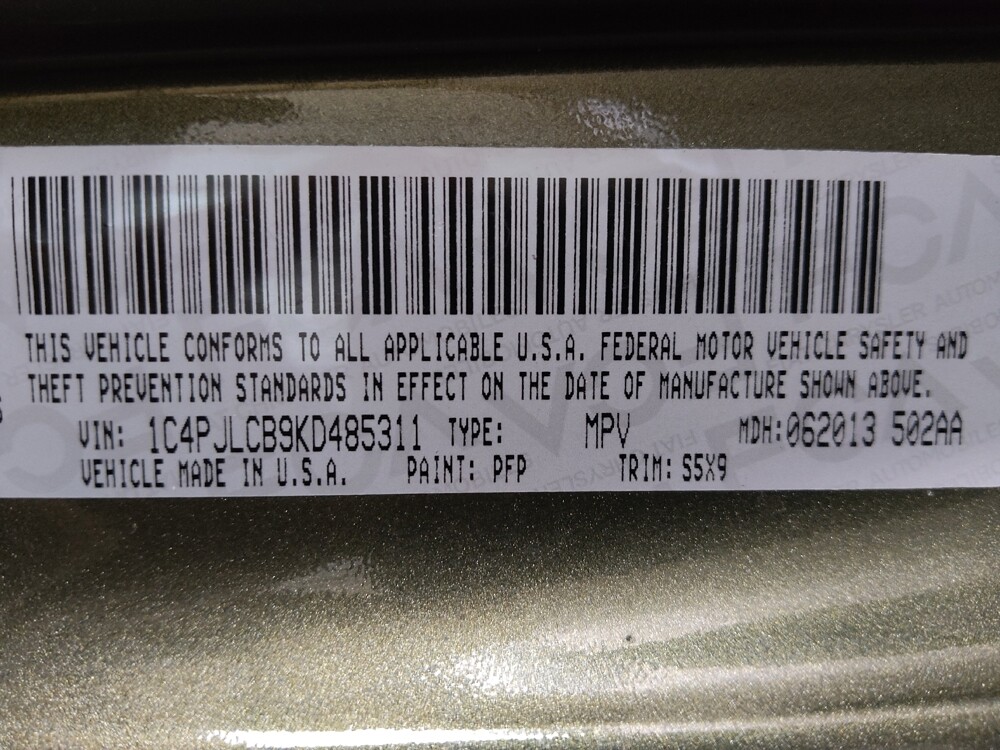 THIS VEHICLE CONFORMS TO ALL APPLICABLE U.S.A. FEDERAL MOTOR VEHICLE SAFETY AND
THEFT PREVENTION STANDARDS IN EFFECT ON THE DATE OF MANUFACTURE SHOWN ABOVE.
VIN: 1C4PJLCB9KD485311 TYPE: MPV MDH:062013 502AA
VEHICLE MADE IN U.S.A. PAINT: PFP TRIM: S5X9